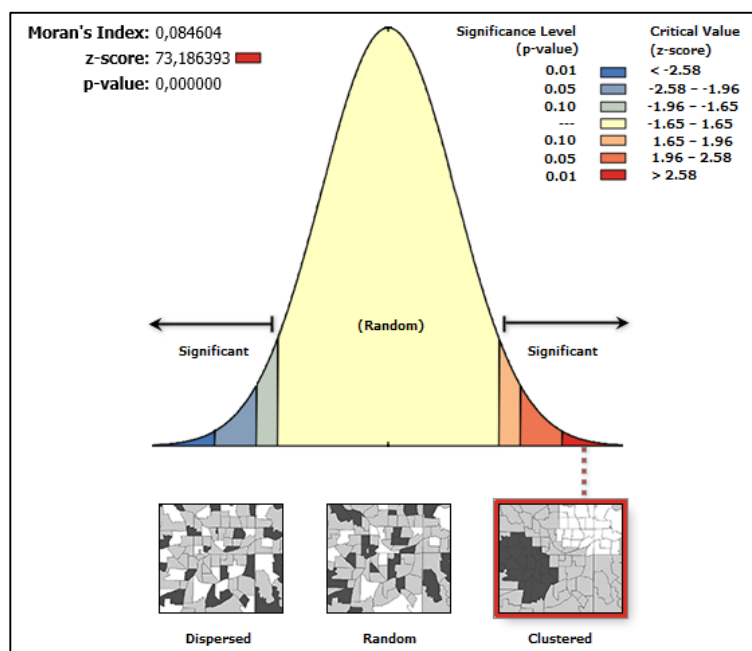 Moran's Index: 0,084604
z-score: 73,186393
p-value: 0,000000
Significance Level
(p-value)
Critical Value
(z-score)
0.01 < -2.58
0.05 -2.58 – -1.96
0.10 -1.96 – -1.65
--- -1.65 – 1.65
0.10 1.65 – 1.96
0.05 1.96 – 2.58
0.01 > 2.58
(Random)
Significant Significant
Dispersed Random Clustered